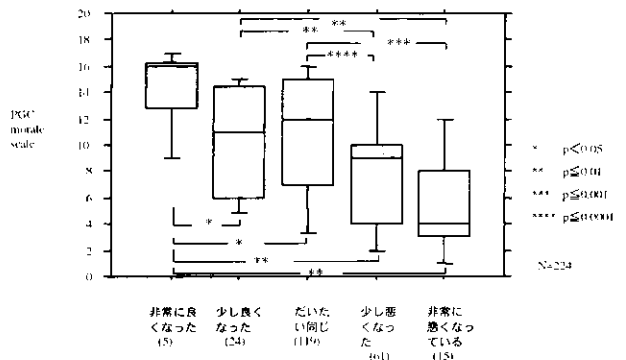 20
18
16
14
12
10
8
6
4
2
0
PGC
morale
scale
**
**
***
****
*
*
**
**
* p<0.05
** p≦0.01
*** p≦0.001
**** p≦0.0001
N=224
非常に良
くなった
(5)
少し良く
なった
(24)
だいた
い同じ
(119)
少し悪
くなっ
た
(61)
非常に
悪くなっ
ている
(15)